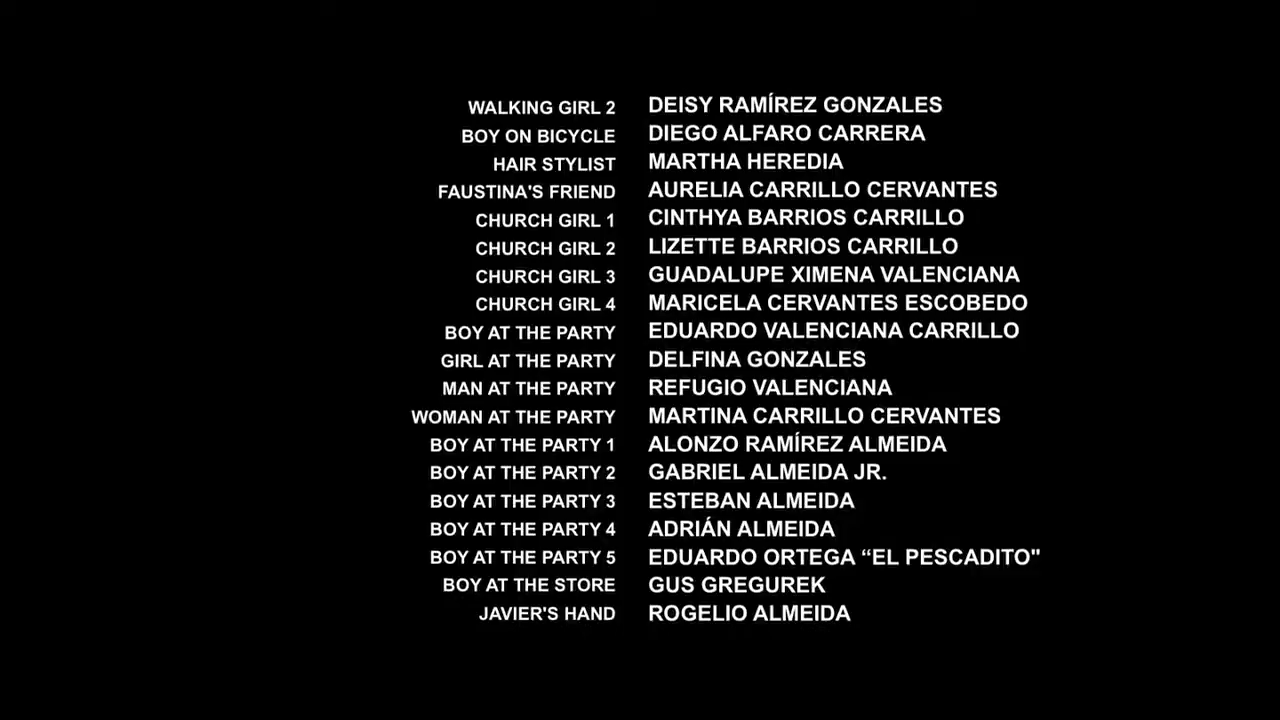 WALKING GIRL 2 DEISY RAMÍREZ GONZALES
BOY ON BICYCLE DIEGO ALFARO CARRERA
HAIR STYLIST MARTHA HEREDIA
FAUSTINA'S FRIEND AURELIA CARRILLO CERVANTES
CHURCH GIRL 1 CINTHYA BARRIOS CARRILLO
CHURCH GIRL 2 LIZETTE BARRIOS CARRILLO
CHURCH GIRL 3 GUADALUPE XIMENA VALENCIANA
CHURCH GIRL 4 MARICELA CERVANTES ESCOBEDO
BOY AT THE PARTY EDUARDO VALENCIANA CARRILLO
GIRL AT THE PARTY DELFINA GONZALES
MAN AT THE PARTY REFUGIO VALENCIANA
WOMAN AT THE PARTY MARTINA CARRILLO CERVANTES
BOY AT THE PARTY 1 ALONZO RAMÍREZ ALMEIDA
BOY AT THE PARTY 2 GABRIEL ALMEIDA JR.
BOY AT THE PARTY 3 ESTEBAN ALMEIDA
BOY AT THE PARTY 4 ADRIÁN ALMEIDA
BOY AT THE PARTY 5 EDUARDO ORTEGA “EL PESCADITO"
BOY AT THE STORE GUS GREGUREK
JAVIER'S HAND ROGELIO ALMEIDA